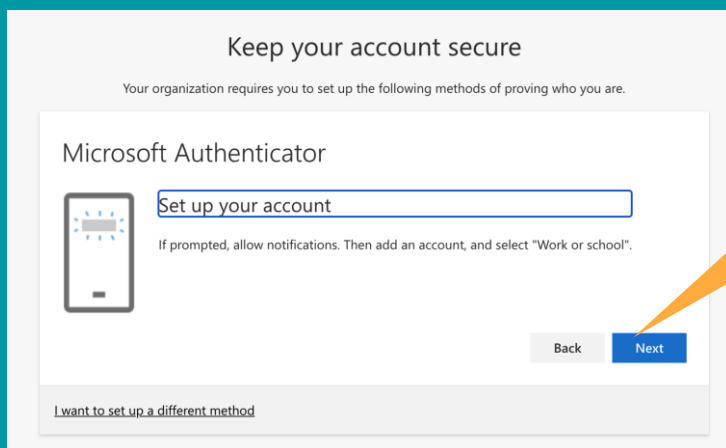 Keep your account secure
Your organization requires you to set up the following methods of proving who you are.
Microsoft Authenticator
Set up your account
If prompted, allow notifications. Then add an account, and select "Work or school".
Back
Next
I want to set up a different method